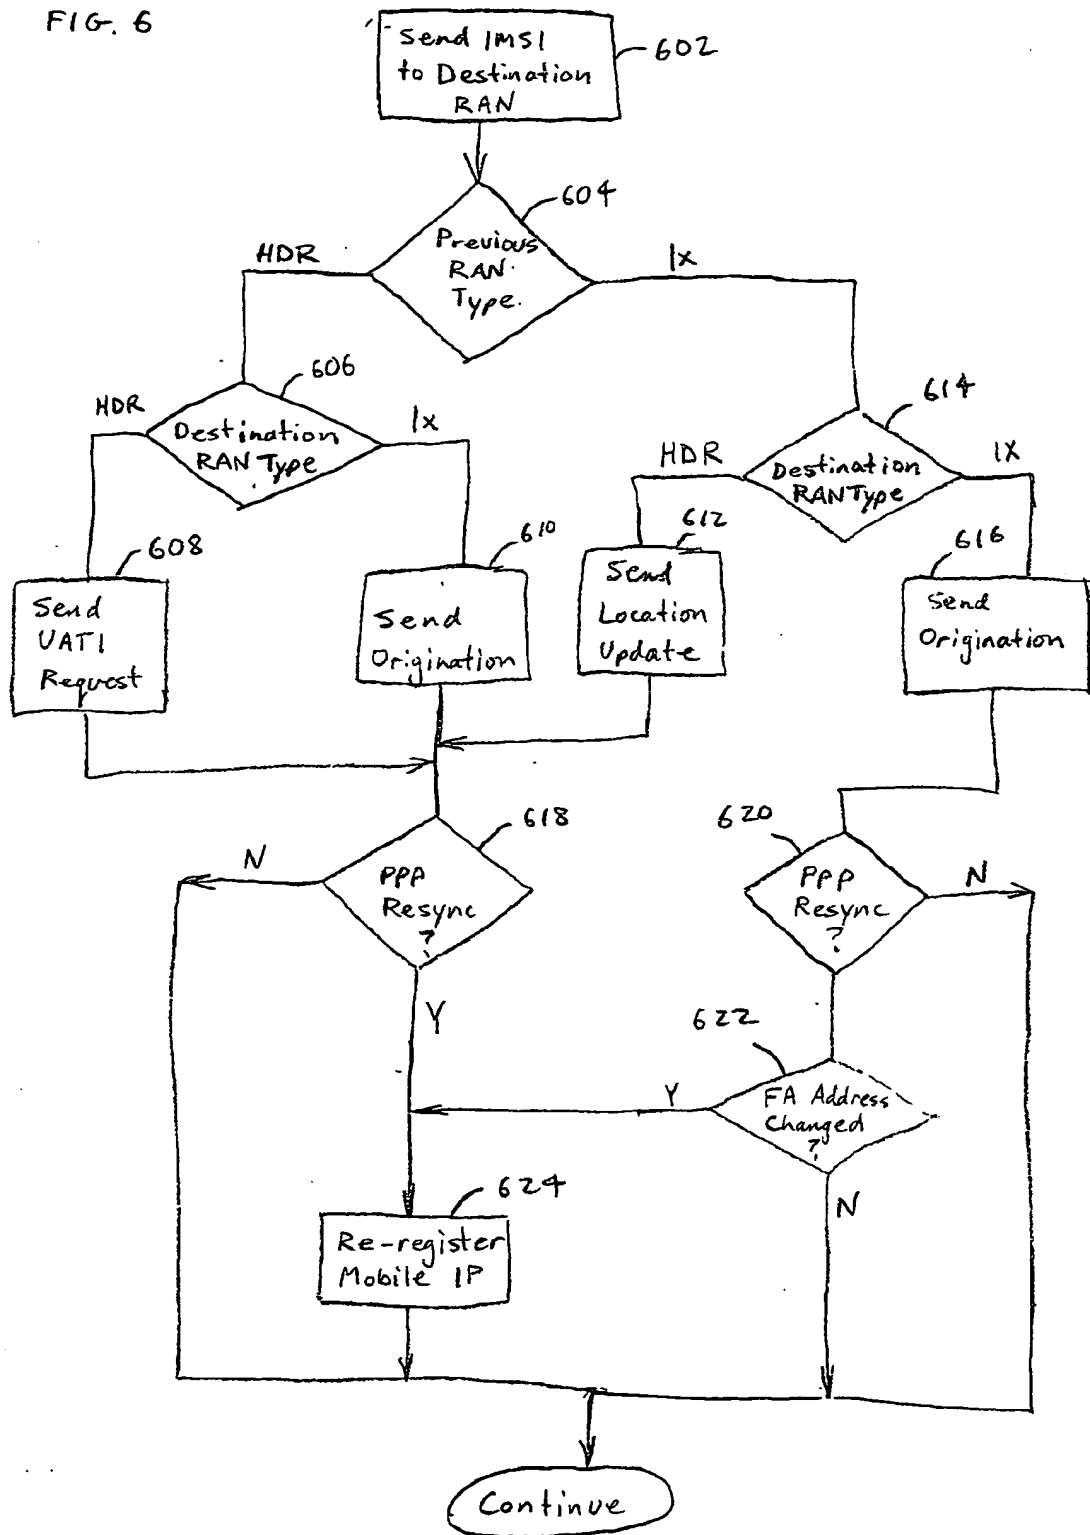 FIG. 6
Send IMSI
to Destination
RAN
602
604
Previous
RAN
Type
HDR
1x
606
Destination
RAN Type
HDR
1x
614
Destination
RAN Type
HDR
1X
608
Send
UATI
Request
610
Send
Origination
612
Send
Location
Update
616
Send
Origination
618
PPP
Resync
?
N
Y
620
PPP
Resync
?
N
622
FA Address
Changed
?
Y
N
624
Re-register
Mobile IP
Continue